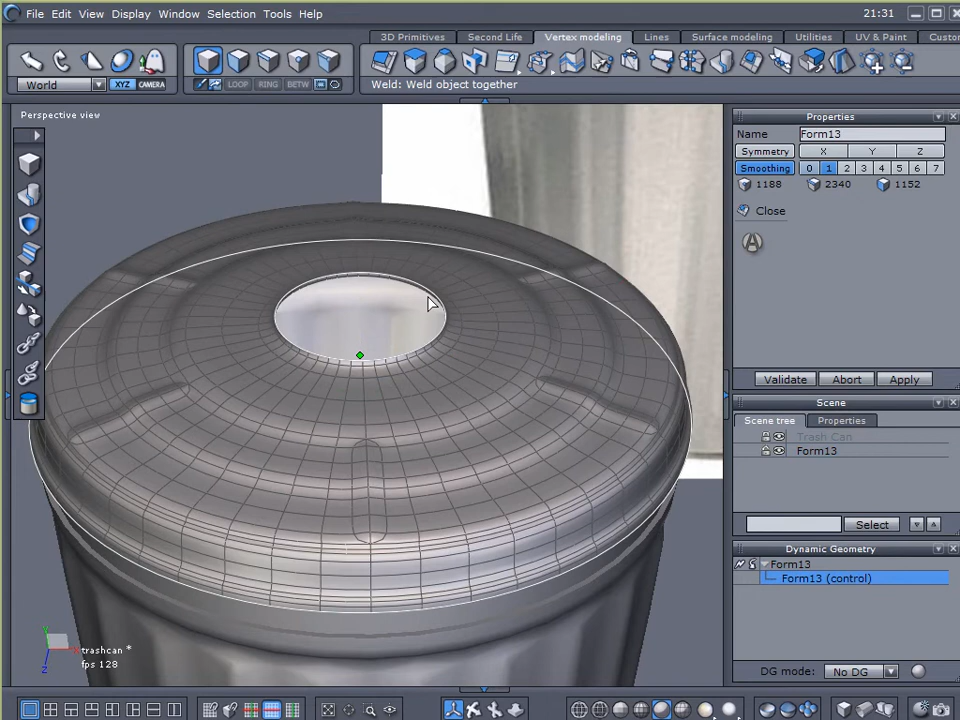 File Edit View Display Window Selection Tools Help 21:31
3D Primitives Second Life Vertex modeling Lines Surface modeling Utilities UV & Paint Custo
World XYZ CAMERA LOOP RING BETW
Weld: Weld object together
Perspective view
Properties
Name Form13
Symmetry X Y Z
Smoothing 0 1 2 3 4 5 6 7
1188 2340 1152
Close
Validate Abort Apply
Scene
Scene tree Properties
Trash Can
Form13
Select
Dynamic Geometry
Form13
Form13 (control)
DG mode: No DG
Y
X
Z
trashcan *
fps 128